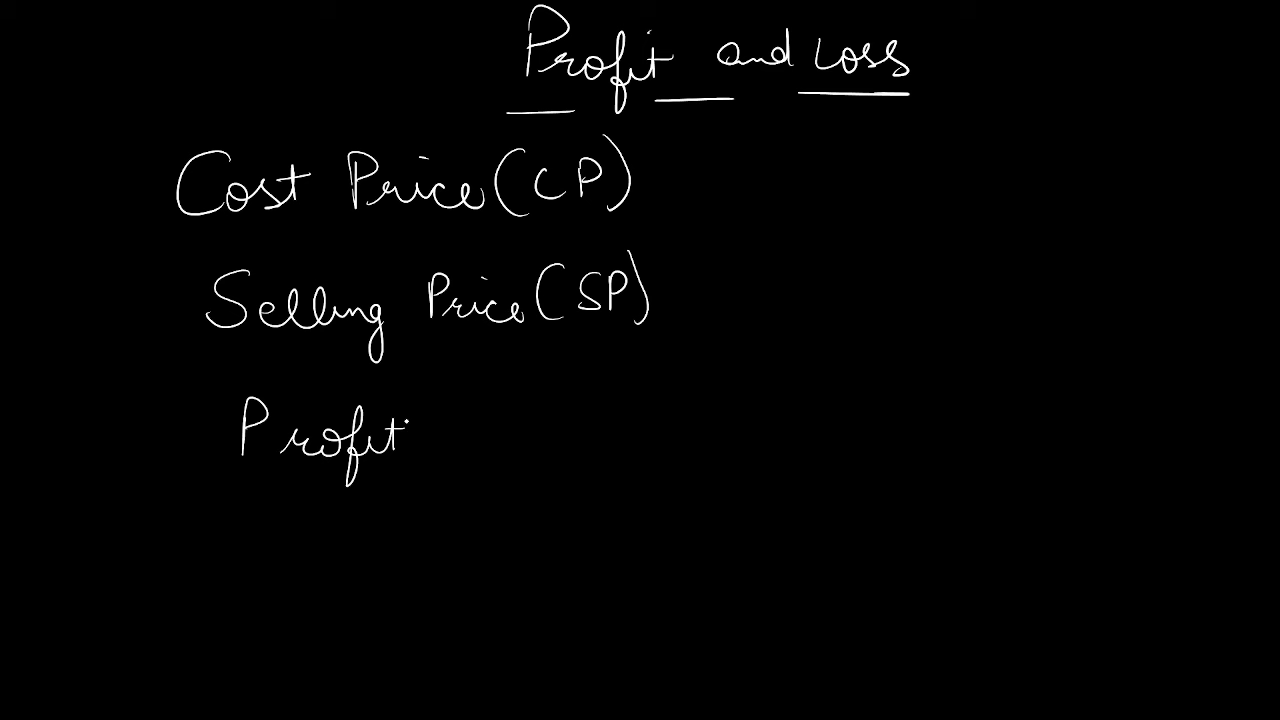 Profit and Loss
Cost Price (CP)
Selling Price (SP)
Profit